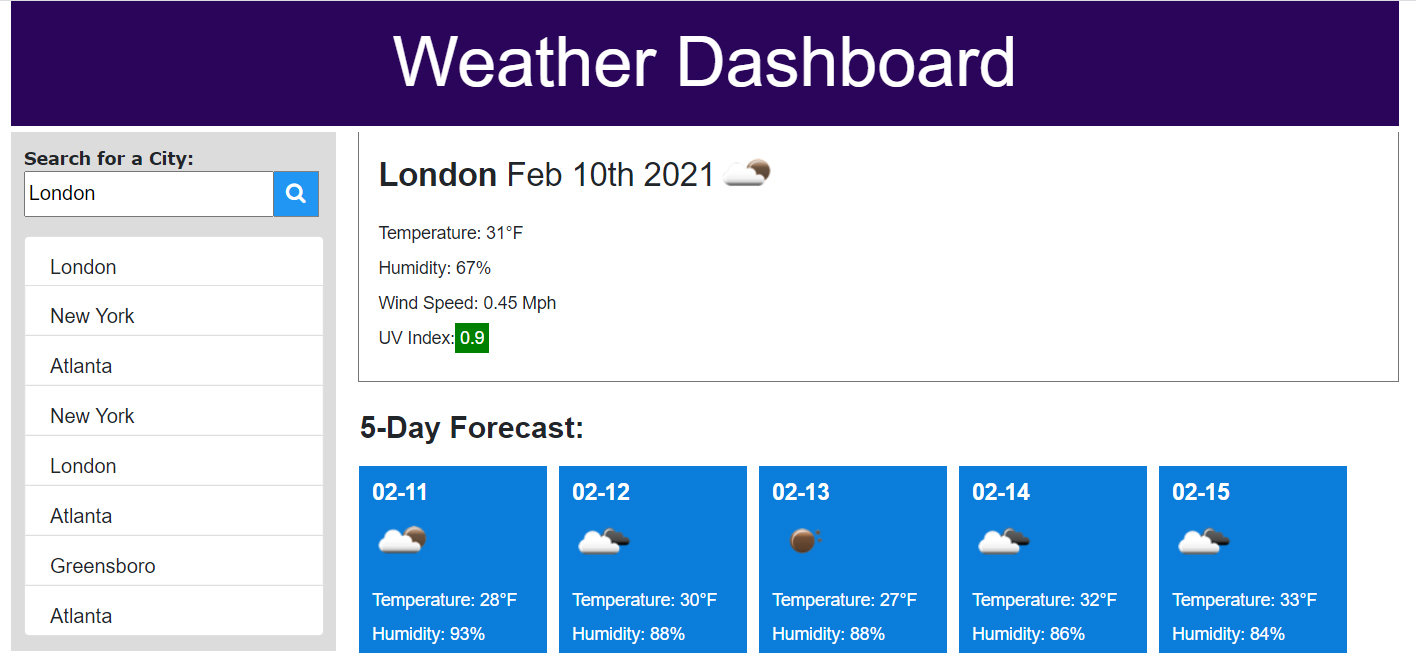 Weather Dashboard
Search for a City:
London
London
New York
Atlanta
New York
London
Atlanta
Greensboro
Atlanta
London Feb 10th 2021
Temperature: 31°F
Humidity: 67%
Wind Speed: 0.45 Mph
UV Index: 0.9
5-Day Forecast:
02-11
Temperature: 28°F
Humidity: 93%
02-12
Temperature: 30°F
Humidity: 88%
02-13
Temperature: 27°F
Humidity: 88%
02-14
Temperature: 32°F
Humidity: 86%
02-15
Temperature: 33°F
Humidity: 84%